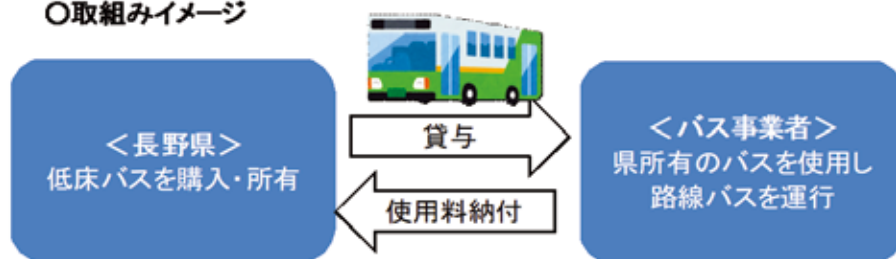 〇取組みイメージ
＜長野県＞
低床バスを購入・所有
貸与
使用料納付
＜バス事業者＞
県所有のバスを使用し
路線バスを運行